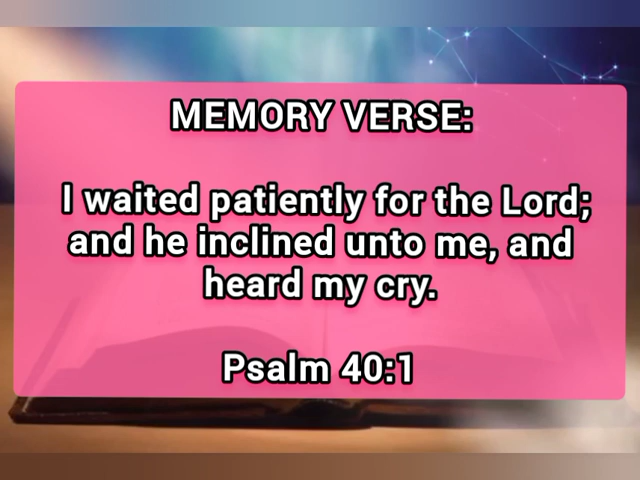 MEMORY VERSE:
I waited patiently for the Lord;
and he inclined unto me, and
heard my cry.
Psalm 40:1